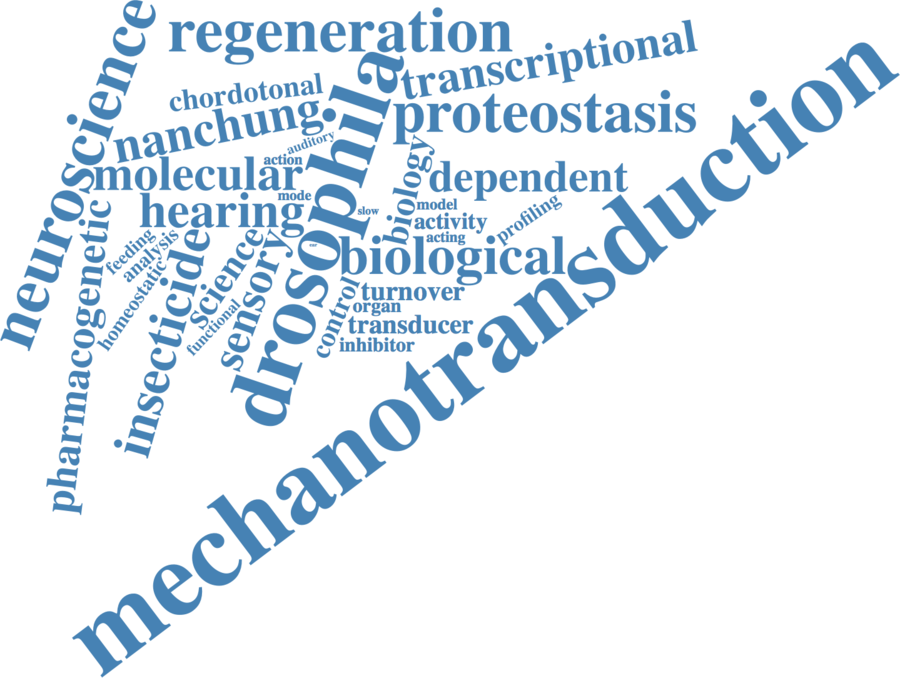 neuroscience
regeneration
transcriptional
chordotonal
nanchung
auditory
proteostasis
drosophila
action
molecular
mode
dependent
hearing
slow
biology
model
activity
profiling
acting
feeding
analysis
homeostatic
pharmacogenetic
insecticide
science
functional
sensory
biological
control
turnover
organ
transducer
inhibitor
mechanotransduction